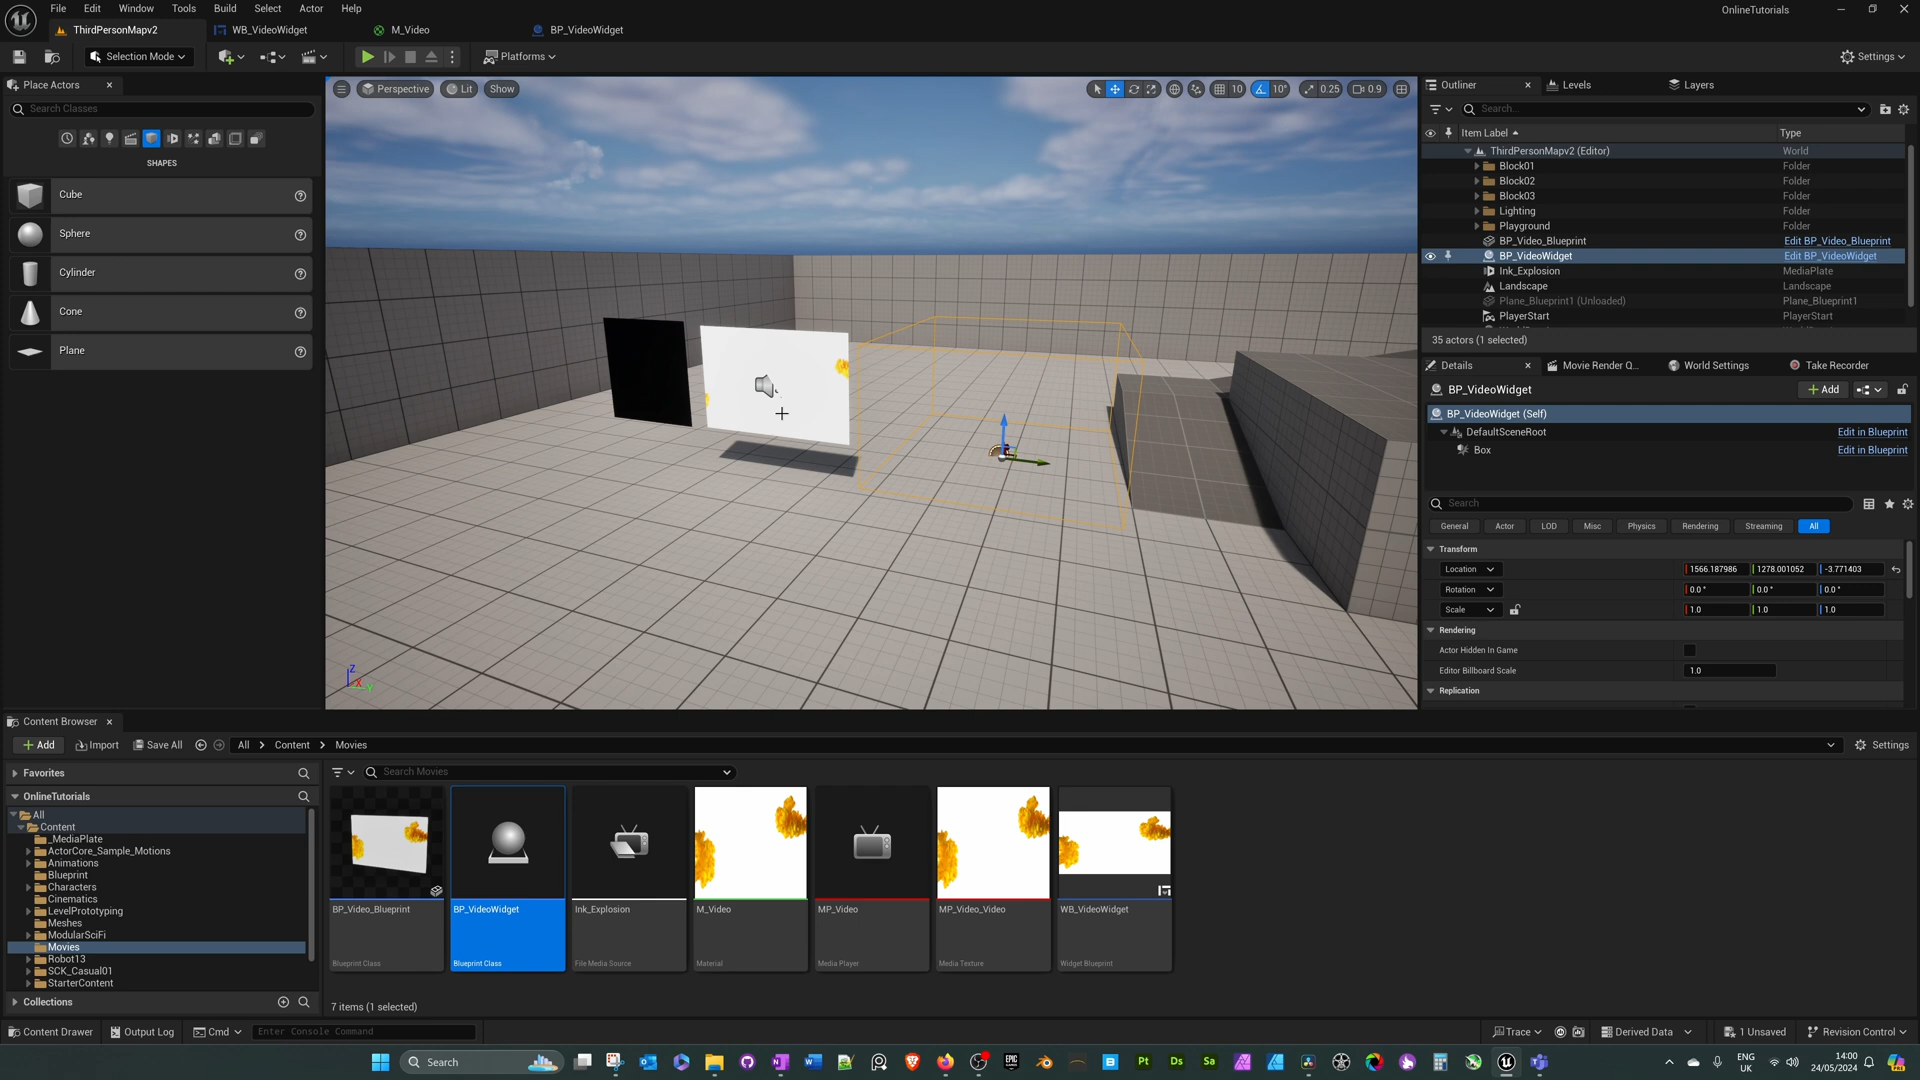 File Edit Window Tools Build Select Actor Help
OnlineTutorials
ThirdPersonMapv2 WB_VideoWidget M_Video BP_VideoWidget
Selection Mode Platforms Settings
Place Actors
Search Classes
SHAPES
Cube
Sphere
Cylinder
Cone
Plane
Perspective Lit Show
10 10° 0.25 0.9
Z
X
Y
Outliner Levels Layers
Search...
Item Label Type
ThirdPersonMapv2 (Editor) World
Block01 Folder
Block02 Folder
Block03 Folder
Lighting Folder
Playground Folder
BP_Video_Blueprint Edit BP_Video_Blueprint
BP_VideoWidget Edit BP_VideoWidget
Ink_Explosion MediaPlate
Landscape Landscape
Plane_Blueprint1 (Unloaded) Plane_Blueprint1
PlayerStart PlayerStart
35 actors (1 selected)
Details Movie Render Q... World Settings Take Recorder
BP_VideoWidget + Add
BP_VideoWidget (Self)
DefaultSceneRoot Edit in Blueprint
Box Edit in Blueprint
Search
General Actor LOD Misc Physics Rendering Streaming All
Transform
Location 1566.187986 1278.001052 -3.771403
Rotation 0.0° 0.0° 0.0°
Scale 1.0 1.0 1.0
Rendering
Actor Hidden In Game
Editor Billboard Scale 1.0
Replication
Content Browser
+ Add Import Save All All > Content > Movies Settings
Favorites
Search Movies
OnlineTutorials
All
Content
_MediaPlate
ActorCore_Sample_Motions
Animations
Blueprint
Characters
Cinematics
LevelPrototyping
Meshes
ModularSciFi
Movies
Robot13
SCK_Casual01
StarterContent
Collections
BP_Video_Blueprint BP_VideoWidget Ink_Explosion M_Video MP_Video MP_Video_Video WB_VideoWidget
Blueprint Class Blueprint Class File Media Source Material Media Player Media Texture Widget Blueprint
7 items (1 selected)
Content Drawer Output Log Cmd Enter Console Command Trace Derived Data 1 Unsaved Revision Control
Search
EPIC GAMES
Pt Ds Sa
ENG
UK
14:00
24/05/2024